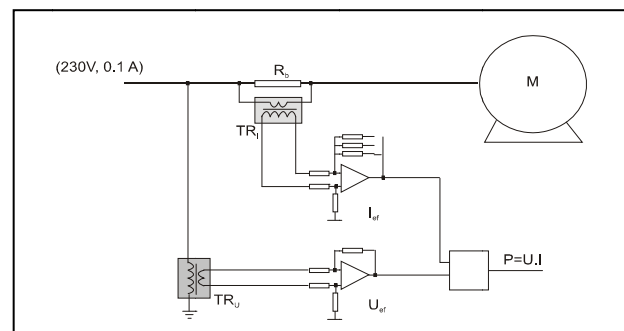 (230V, 0.1 A)
R_b
M
TR_I
I_ef
P=U.I
TR_U
U_ef